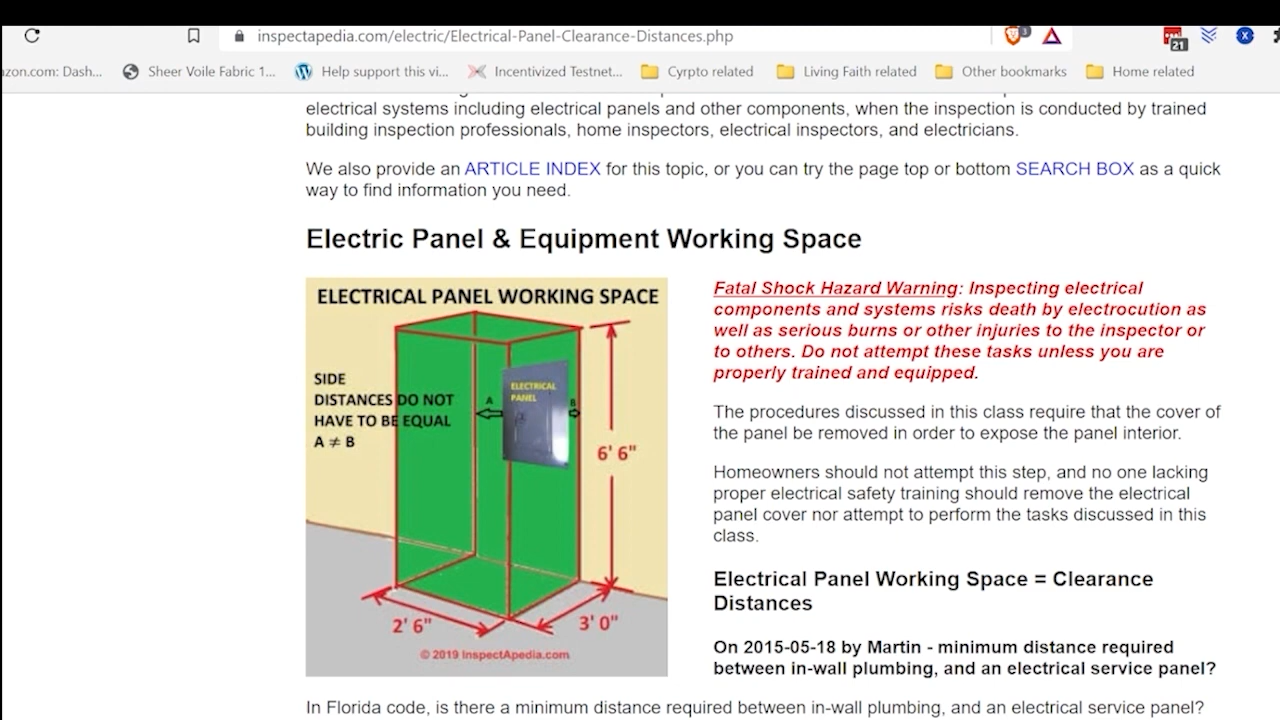 inspectapedia.com/electric/Electrical-Panel-Clearance-Distances.php
3
21
X
zon.com: Dash...
Sheer Voile Fabric 1...
Help support this vi...
Incentivized Testnet...
Cyrpto related
Living Faith related
Other bookmarks
Home related
electrical systems including electrical panels and other components, when the inspection is conducted by trained
building inspection professionals, home inspectors, electrical inspectors, and electricians.
We also provide an ARTICLE INDEX for this topic, or you can try the page top or bottom SEARCH BOX as a quick
way to find information you need.
Electric Panel & Equipment Working Space
ELECTRICAL PANEL WORKING SPACE
SIDE
DISTANCES DO NOT
HAVE TO BE EQUAL
A ≠ B
A
ELECTRICAL
PANEL
B
6' 6"
2' 6"
3' 0"
© 2019 InspectApedia.com
Fatal Shock Hazard Warning: Inspecting electrical
components and systems risks death by electrocution as
well as serious burns or other injuries to the inspector or
to others. Do not attempt these tasks unless you are
properly trained and equipped.
The procedures discussed in this class require that the cover of
the panel be removed in order to expose the panel interior.
Homeowners should not attempt this step, and no one lacking
proper electrical safety training should remove the electrical
panel cover nor attempt to perform the tasks discussed in this
class.
Electrical Panel Working Space = Clearance
Distances
On 2015-05-18 by Martin - minimum distance required
between in-wall plumbing, and an electrical service panel?
In Florida code, is there a minimum distance required between in-wall plumbing, and an electrical service panel?